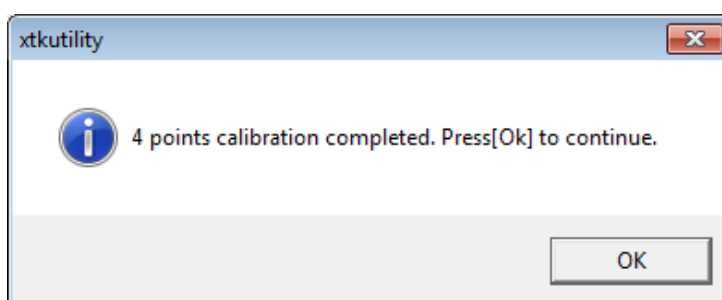 xtkutility
4 points calibration completed. Press[Ok] to continue.
OK